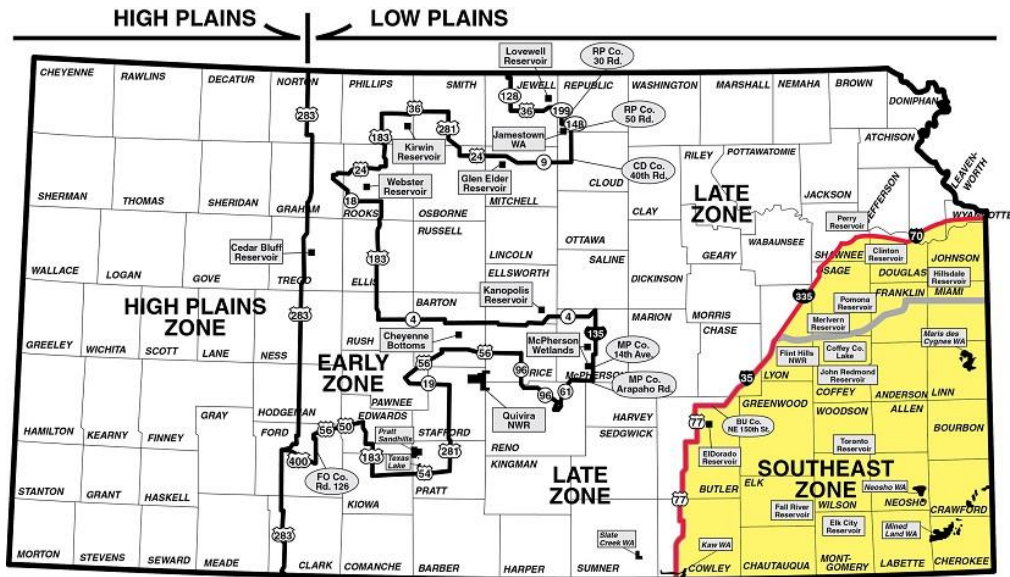 HIGH PLAINS
LOW PLAINS
Lovewell
Reservoir
RP Co.
30 Rd.
CHEYENNE
RAWLINS
DECATUR
NORTON
PHILLIPS
SMITH
JEWELL
REPUBLIC
WASHINGTON
MARSHALL
NEMAHA
BROWN
DONIPHAN
283
36
128
36
199
148
RP Co.
50 Rd.
183
281
Kirwin
Reservoir
Jamestown
WA
ATCHISON
24
24
9
CD Co.
40th Rd.
RILEY
POTTAWATOMIE
LEAVEN-
WORTH
Webster
Reservoir
Glen Elder
Reservoir
MITCHELL
CLOUD
LATE
ZONE
JACKSON
JEFFERSON
SHERMAN
THOMAS
SHERIDAN
GRAHAM
18
ROOKS
OSBORNE
CLAY
Perry
Reservoir
WYANDOTTE
RUSSELL
70
Cedar Bluff
Reservoir
183
LINCOLN
OTTAWA
WABAUNSEE
SHAWNEE
Clinton
Reservoir
JOHNSON
WALLACE
LOGAN
GOVE
TREGO
ELLIS
ELLSWORTH
SALINE
GEARY
OSAGE
DOUGLAS
Hillsdale
Reservoir
DICKINSON
FRANKLIN
MIAMI
Kanopolis
Reservoir
335
Pomona
Reservoir
HIGH PLAINS
ZONE
283
BARTON
4
4
MARION
MORRIS
Merlvern
Reservoir
CHASE
135
RUSH
Cheyenne
Bottoms
McPherson
Wetlands
MP Co.
14th Ave.
Coffey Co.
Lake
Maris des
Cygnes WA
GREELEY
WICHITA
SCOTT
LANE
NESS
EARLY
ZONE
56
56
96
RICE
McPHERSON
Flint Hills
NWR
John Redmond
Reservoir
19
96
61
MP Co.
Arapaho Rd.
35
LYON
COFFEY
ANDERSON
LINN
PAWNEE
Quivira
NWR
GREENWOOD
WOODSON
ALLEN
HODGEMAN
GRAY
EDWARDS
HARVEY
77
BU Co.
NE 150th St.
BOURBON
HAMILTON
KEARNY
FINNEY
FORD
56
50
Pratt
Sandhills
STAFFORD
RENO
SEDGWICK
ElDorado
Reservoir
Toronto
Reservoir
400
183
Texas
Lake
281
KINGMAN
54
LATE
ZONE
SOUTHEAST
ZONE
STANTON
GRANT
HASKELL
FO Co.
Rd. 126
PRATT
BUTLER
ELK
Neosho WA
KIOWA
77
Fall River
Reservoir
WILSON
NEOSHO
CRAWFORD
283
Elk City
Reservoir
Slate
Creek WA
Kaw WA
Mined
Land WA
MORTON
STEVENS
SEWARD
MEADE
CLARK
COMANCHE
BARBER
HARPER
SUMNER
COWLEY
CHAUTAUQUA
MONT-
GOMERY
LABETTE
CHEROKEE